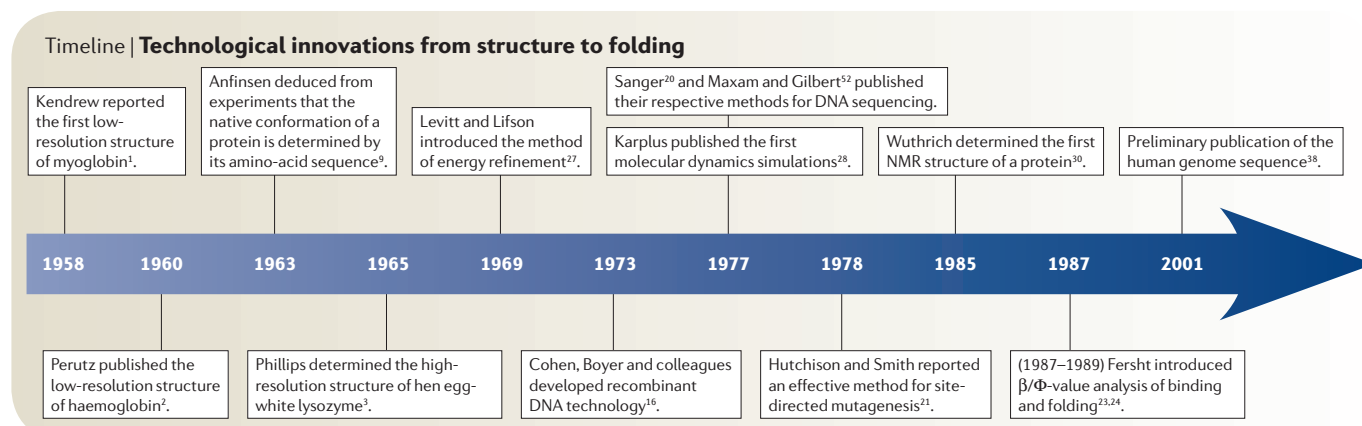 Timeline | Technological innovations from structure to folding
Kendrew reported
the first low-
resolution structure
of myoglobin¹.
Anfinsen deduced from
experiments that the
native conformation of a
protein is determined by
its amino-acid sequence⁹.
Levitt and Lifson
introduced the method
of energy refinement²⁷.
Sanger²⁰ and Maxam and Gilbert⁵² published
their respective methods for DNA sequencing.
Karplus published the first
molecular dynamics simulations²⁸.
Wuthrich determined the first
NMR structure of a protein³⁰.
Preliminary publication of the
human genome sequence³⁸.
1958 1960 1963 1965 1969 1973 1977 1978 1985 1987 2001
Perutz published the
low-resolution structure
of haemoglobin².
Phillips determined the high-
resolution structure of hen egg-
white lysozyme³.
Cohen, Boyer and colleagues
developed recombinant
DNA technology¹⁶.
Hutchison and Smith reported
an effective method for site-
directed mutagenesis²¹.
(1987–1989) Fersht introduced
β/Φ-value analysis of binding
and folding²³,²⁴.